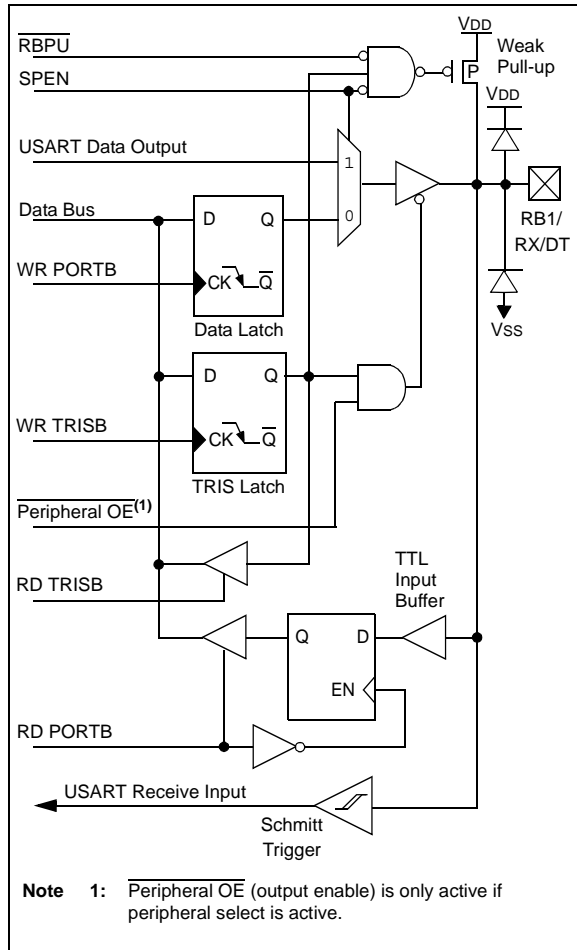 VDD
RBPU
Weak
Pull-up
P
SPEN
VDD
USART Data Output
1
Data Bus
D
Q
0
RB1/
RX/DT
WR PORTB
CK
Q
Data Latch
VSS
D
Q
WR TRISB
CK
Q
TRIS Latch
Peripheral OE(1)
RD TRISB
TTL
Input
Buffer
Q
D
EN
RD PORTB
USART Receive Input
Schmitt
Trigger
Note 1: Peripheral OE (output enable) is only active if
peripheral select is active.